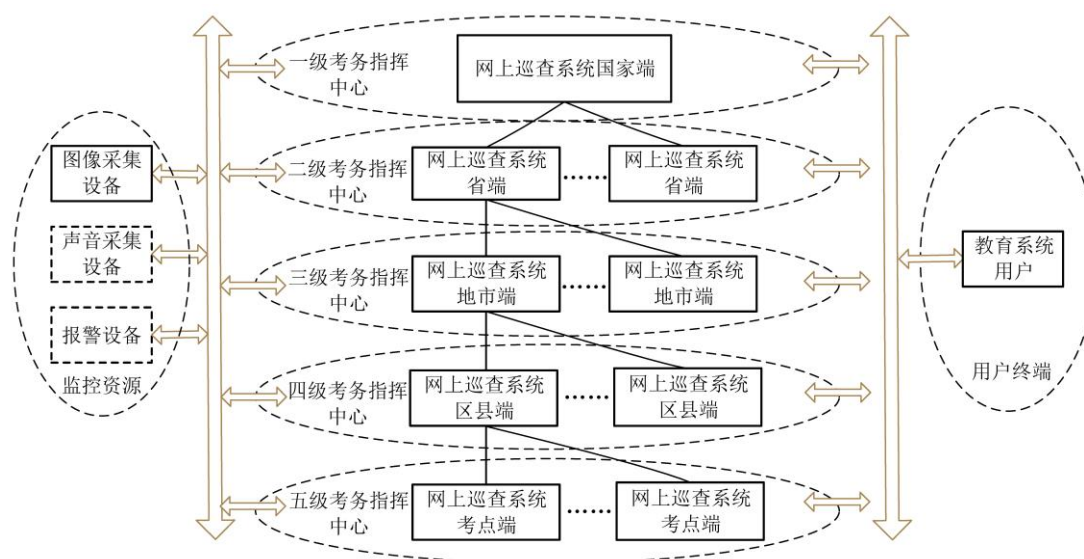 一级考务指挥
中心
网上巡查系统国家端
二级考务指挥
中心
网上巡查系统
省端
……
网上巡查系统
省端
三级考务指挥
中心
网上巡查系统
地市端
……
网上巡查系统
地市端
四级考务指挥
中心
网上巡查系统
区县端
……
网上巡查系统
区县端
五级考务指挥
中心
网上巡查系统
考点端
……
网上巡查系统
考点端
图像采集
设备
声音采集
设备
报警设备
监控资源
教育系统
用户
用户终端